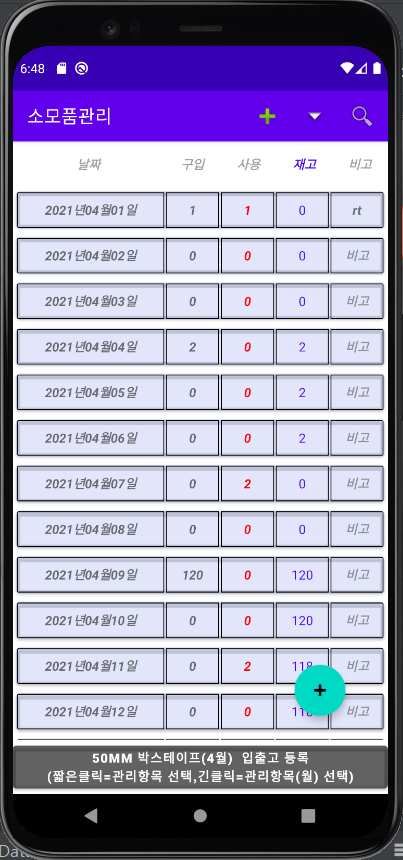 6:48
소모품관리
날짜 구입 사용 재고 비고
2021년04월01일 1 1 0 rt
2021년04월02일 0 0 0 비고
2021년04월03일 0 0 0 비고
2021년04월04일 2 0 2 비고
2021년04월05일 0 0 2 비고
2021년04월06일 0 0 2 비고
2021년04월07일 0 2 0 비고
2021년04월08일 0 0 0 비고
2021년04월09일 120 0 120 비고
2021년04월10일 0 0 120 비고
2021년04월11일 0 2 118 비고
2021년04월12일 0 0 비고
50MM 박스테이프(4월) 입출고 등록
(짧은클릭=관리항목 선택,긴클릭=관리항목(월) 선택)